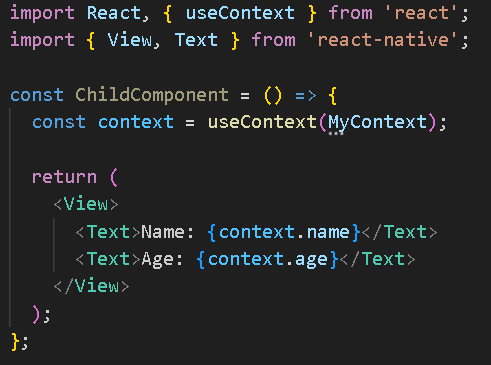 import React, { useContext } from 'react';
import { View, Text } from 'react-native';

const ChildComponent = () => {
  const context = useContext(MyContext);

  return (
    <View>
      <Text>Name: {context.name}</Text>
      <Text>Age: {context.age}</Text>
    </View>
  );
};